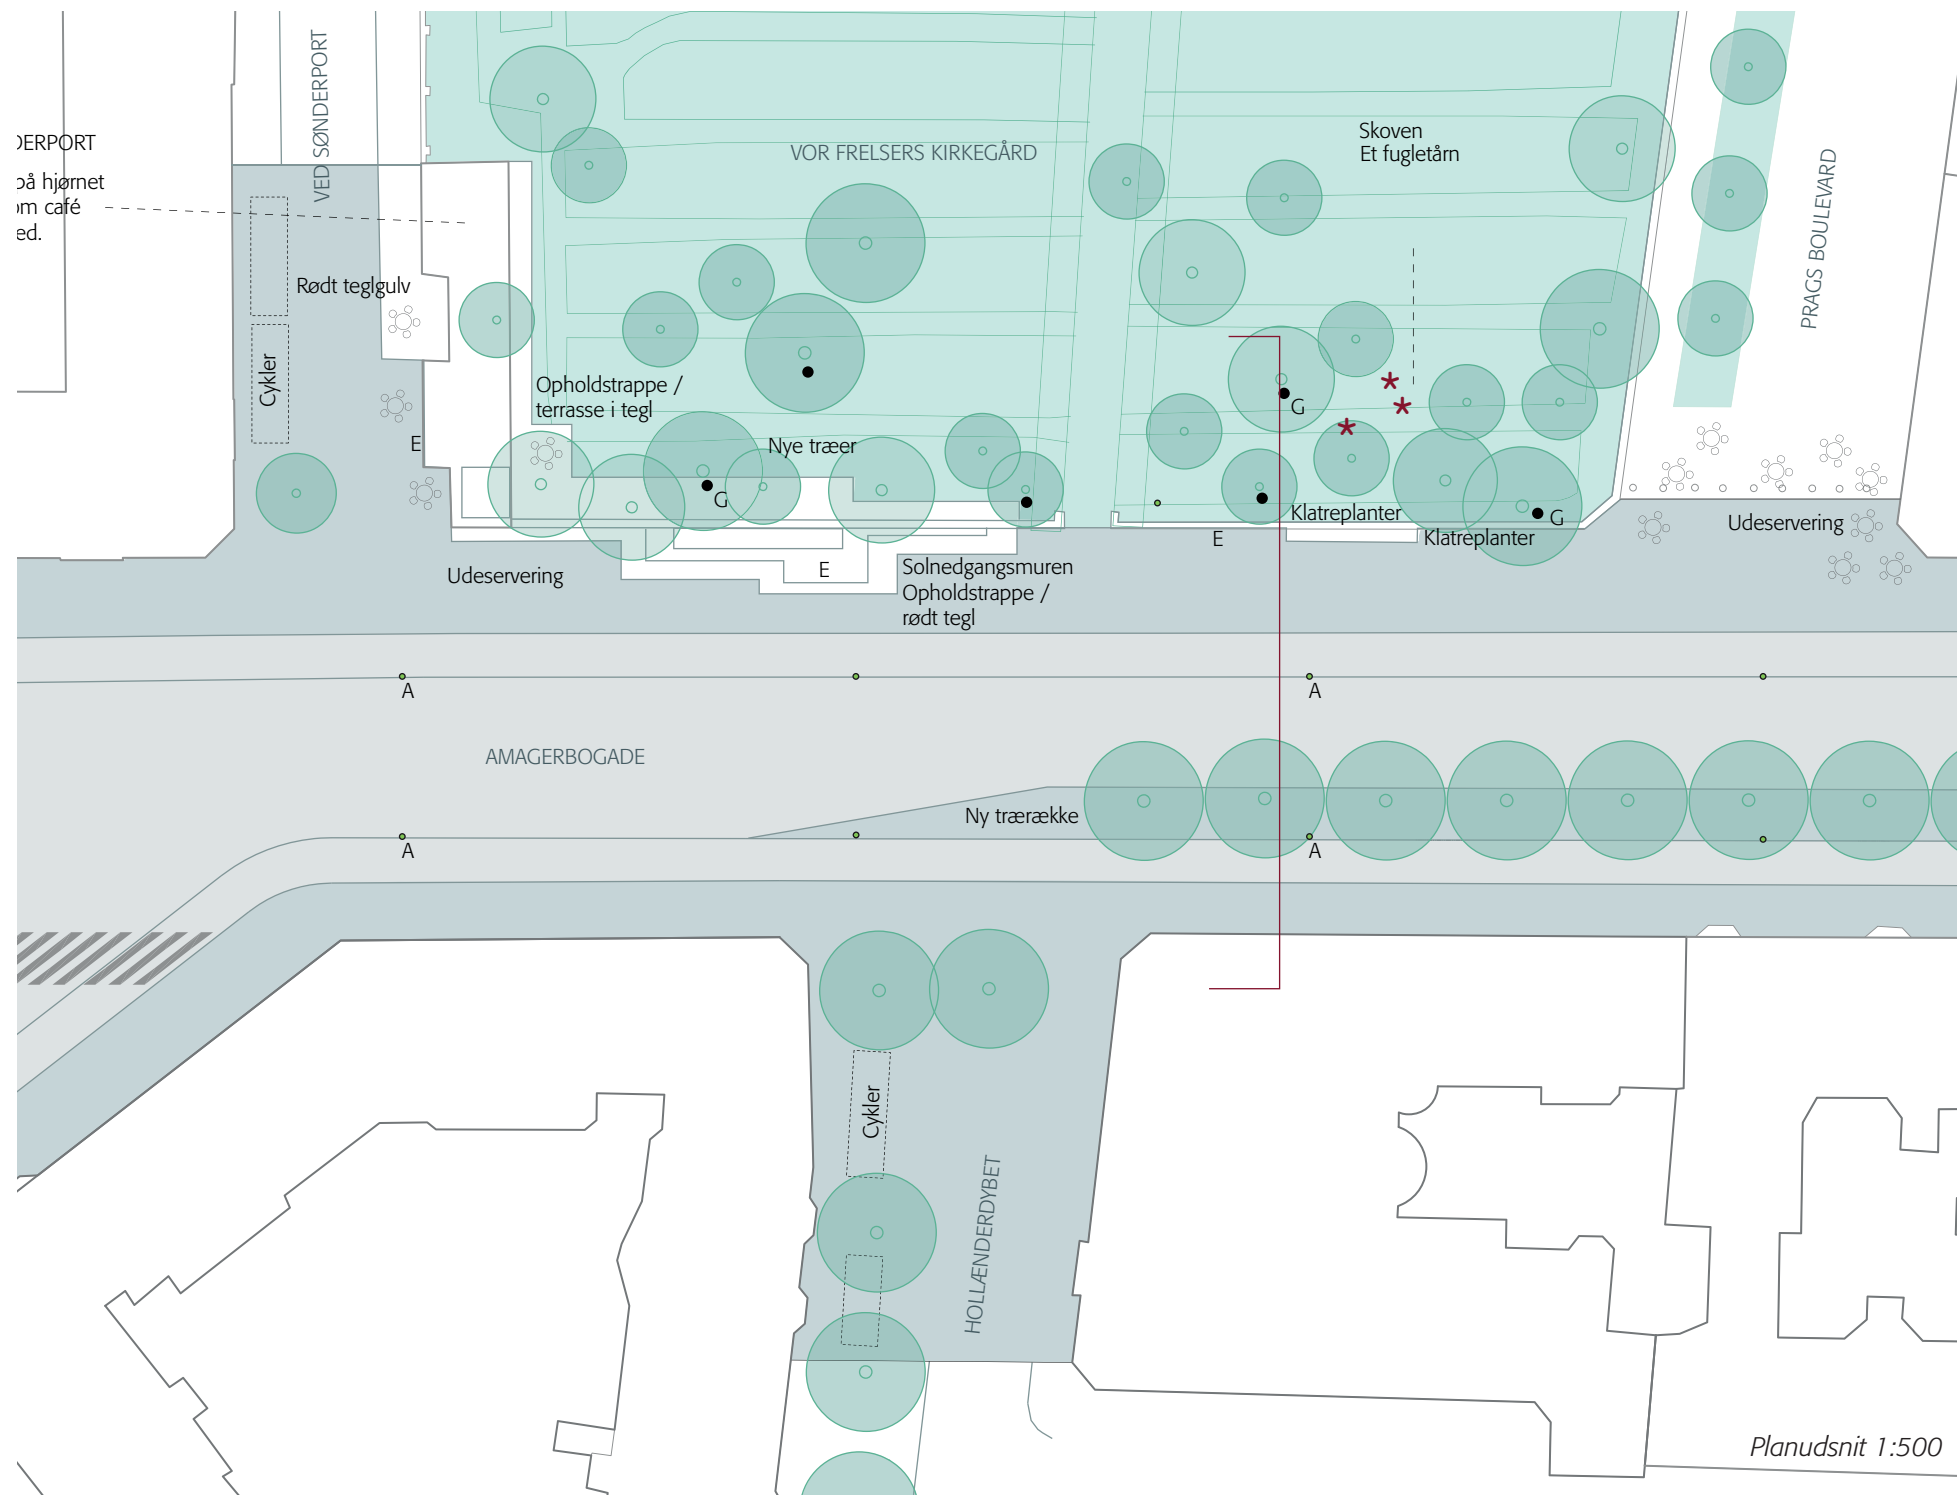 DERPORT
på hjørnet
om café
ed.
VED SØNDERPORT
VOR FRELSERS KIRKEGÅRD
Skoven
Et fugletårn
PRAGS BOULEVARD
Rødt teglgulv
Cykler
Opholdstrappe /
terrasse i tegl
E
Nye træer
G
G
Klatreplanter
G
E
Klatreplanter
Udeservering
Udeservering
E
Solnedgangsmuren
Opholdstrappe /
rødt tegl
A
A
AMAGERBOGADE
Ny trærække
A
A
Cykler
HOLLÆNDERDYBET
Planudsnit 1:500